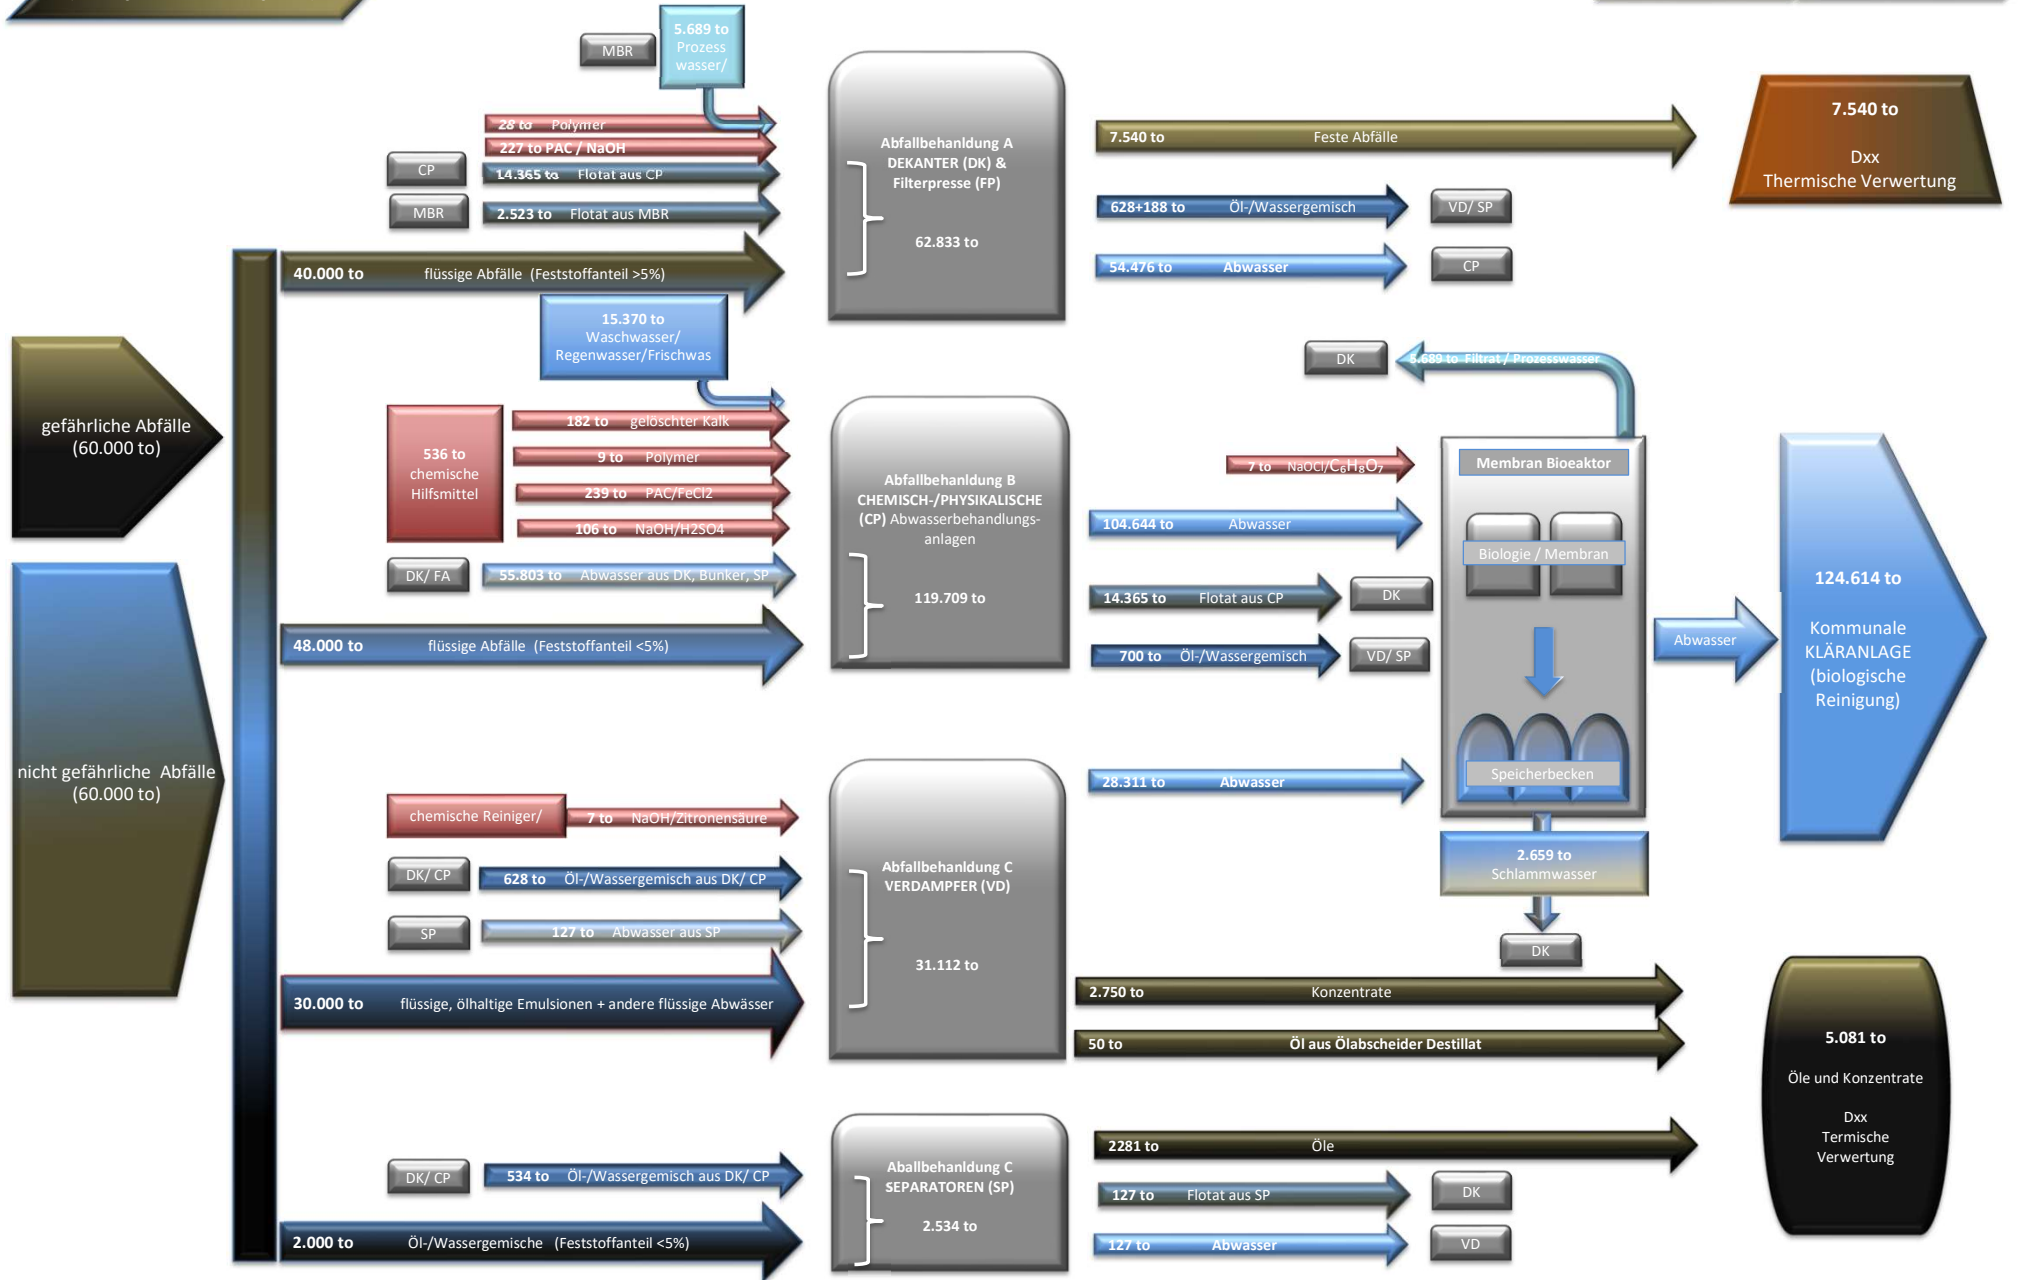 MBR
5.689 to
Prozess
wasser/
28 to Polymer
227 to PAC / NaOH
CP
14.365 to Flotat aus CP
MBR
2.523 to Flotat aus MBR
40.000 to flüssige Abfälle (Feststoffanteil >5%)
Abfallbehanldung A
DEKANTER (DK) &
Filterpresse (FP)
62.833 to
7.540 to Feste Abfälle
628+188 to Öl-/Wassergemisch
VD/ SP
54.476 to Abwasser
CP
7.540 to
Dxx
Thermische Verwertung
gefährliche Abfälle
(60.000 to)
nicht gefährliche Abfälle
(60.000 to)
15.370 to
Waschwasser/
Regenwasser/Frischwas
536 to
chemische
Hilfsmittel
182 to gelöschter Kalk
9 to Polymer
239 to PAC/FeCl2
106 to NaOH/H2SO4
DK/ FA
55.803 to Abwasser aus DK, Bunker, SP
48.000 to flüssige Abfälle (Feststoffanteil <5%)
Abfallbehanldung B
CHEMISCH-/PHYSIKALISCHE
(CP) Abwasserbehandlungs-
anlagen
119.709 to
DK
5.689 to Filtrat / Prozesswasser
7 to NaOCl/C₆H₈O₇
104.644 to Abwasser
14.365 to Flotat aus CP
DK
700 to Öl-/Wassergemisch
VD/ SP
Membran Bioeaktor
Biologie / Membran
Speicherbecken
Abwasser
124.614 to
Kommunale
KLÄRANLAGE
(biologische
Reinigung)
2.659 to
Schlammwasser
DK
chemische Reiniger/
7 to NaOH/Zitronensäure
DK/ CP
628 to Öl-/Wassergemisch aus DK/ CP
SP
127 to Abwasser aus SP
30.000 to flüssige, ölhaltige Emulsionen + andere flüssige Abwässer
Abfallbehanldung C
VERDAMPFER (VD)
31.112 to
28.311 to Abwasser
2.750 to Konzentrate
50 to Öl aus Ölabscheider Destillat
5.081 to
Öle und Konzentrate
Dxx
Termische
Verwertung
DK/ CP
534 to Öl-/Wassergemisch aus DK/ CP
2.000 to Öl-/Wassergemische (Feststoffanteil <5%)
Aballbehanldung C
SEPARATOREN (SP)
2.534 to
2281 to Öle
127 to Flotat aus SP
DK
127 to Abwasser
VD